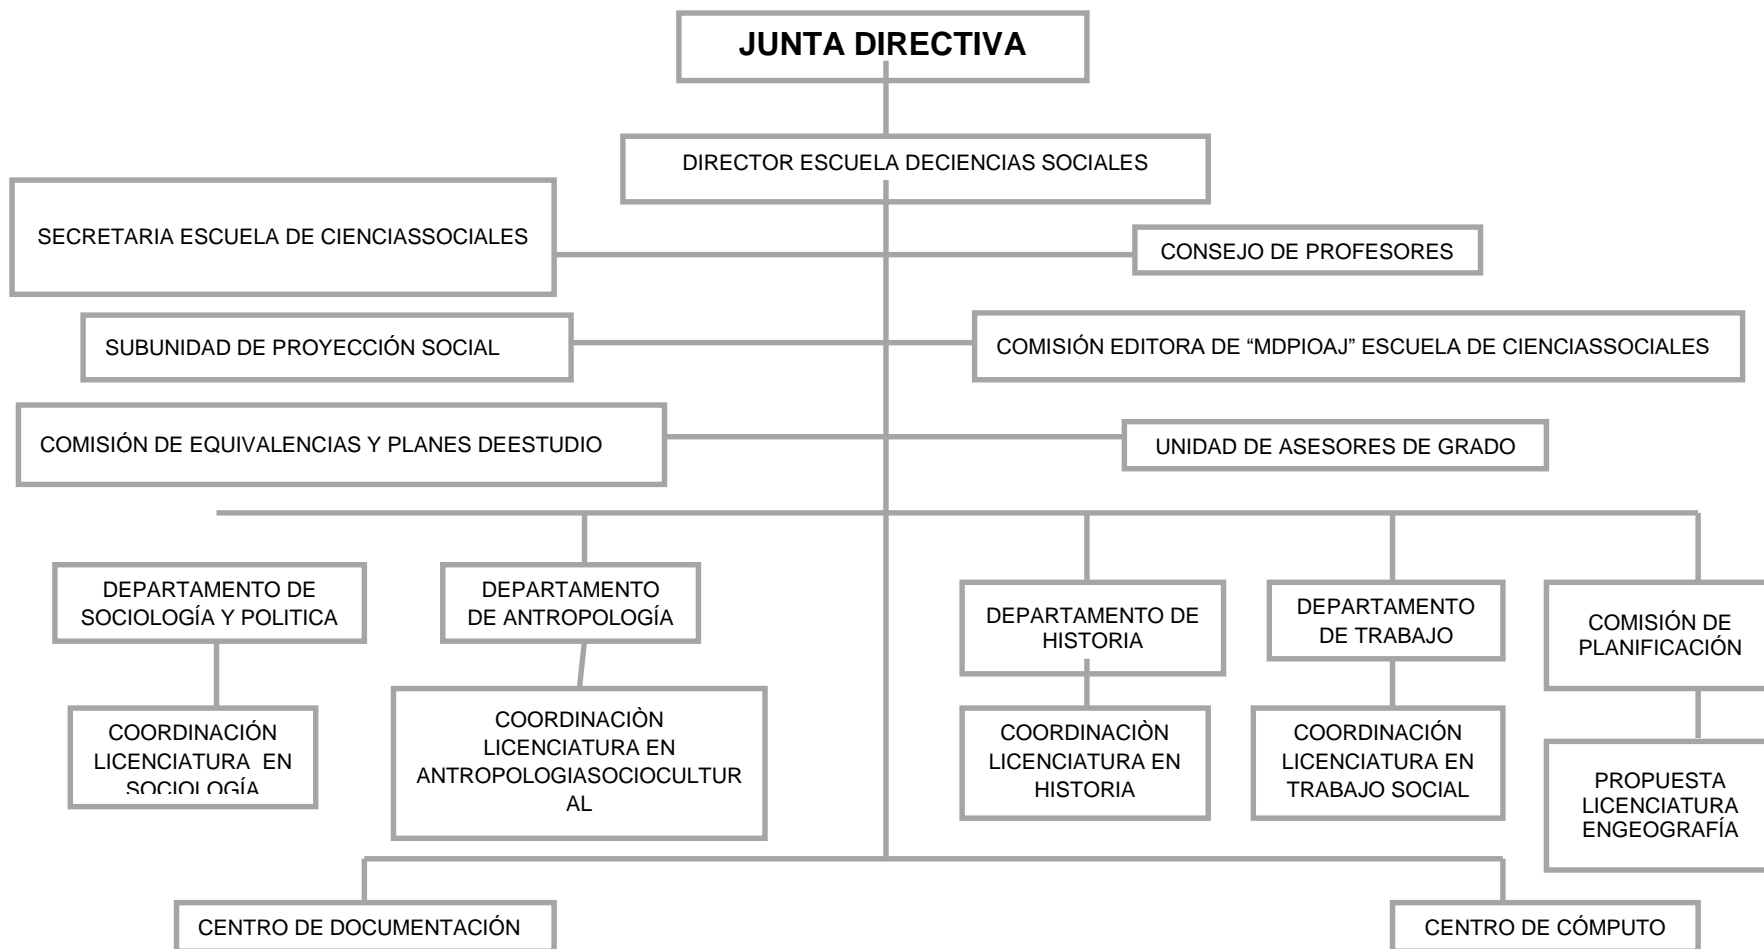 JUNTA DIRECTIVA
DIRECTOR ESCUELA DECIENCIAS SOCIALES
SECRETARIA ESCUELA DE CIENCIASSOCIALES
CONSEJO DE PROFESORES
SUBUNIDAD DE PROYECCIÓN SOCIAL
COMISIÓN EDITORA DE “MDPIOAJ” ESCUELA DE CIENCIASSOCIALES
COMISIÓN DE EQUIVALENCIAS Y PLANES DEESTUDIO
UNIDAD DE ASESORES DE GRADO
DEPARTAMENTO DE
SOCIOLOGÍA Y POLITICA
DEPARTAMENTO
DE ANTROPOLOGÍA
DEPARTAMENTO DE
HISTORIA
DEPARTAMENTO
DE TRABAJO
COMISIÓN DE
PLANIFICACIÓN
COORDINACIÓN
LICENCIATURA  EN
SOCIOLOGÍA
COORDINACIÒN
LICENCIATURA EN
ANTROPOLOGIASOCIOCULTUR
AL
COORDINACIÒN
LICENCIATURA EN
HISTORIA
COORDINACIÓN
LICENCIATURA EN
TRABAJO SOCIAL
PROPUESTA
LICENCIATURA
ENGEOGRAFÍA
CENTRO DE DOCUMENTACIÓN
CENTRO DE CÓMPUTO